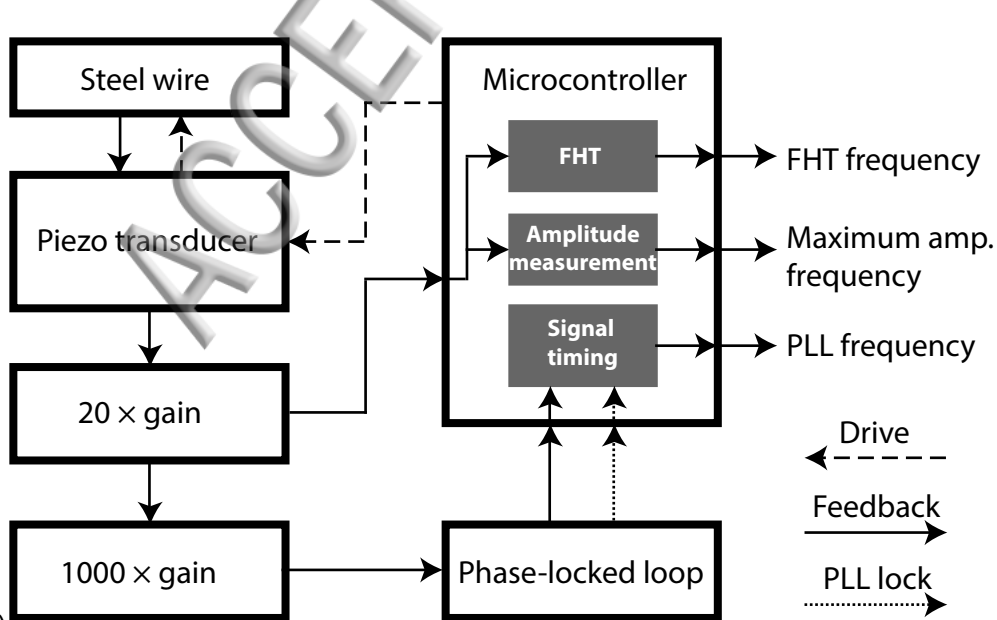 Steel wire
Piezo transducer
20 × gain
1000 × gain
Microcontroller
FHT
Amplitude
measurement
Signal
timing
Phase-locked loop
FHT frequency
Maximum amp.
frequency
PLL frequency
Drive
Feedback
PLL lock